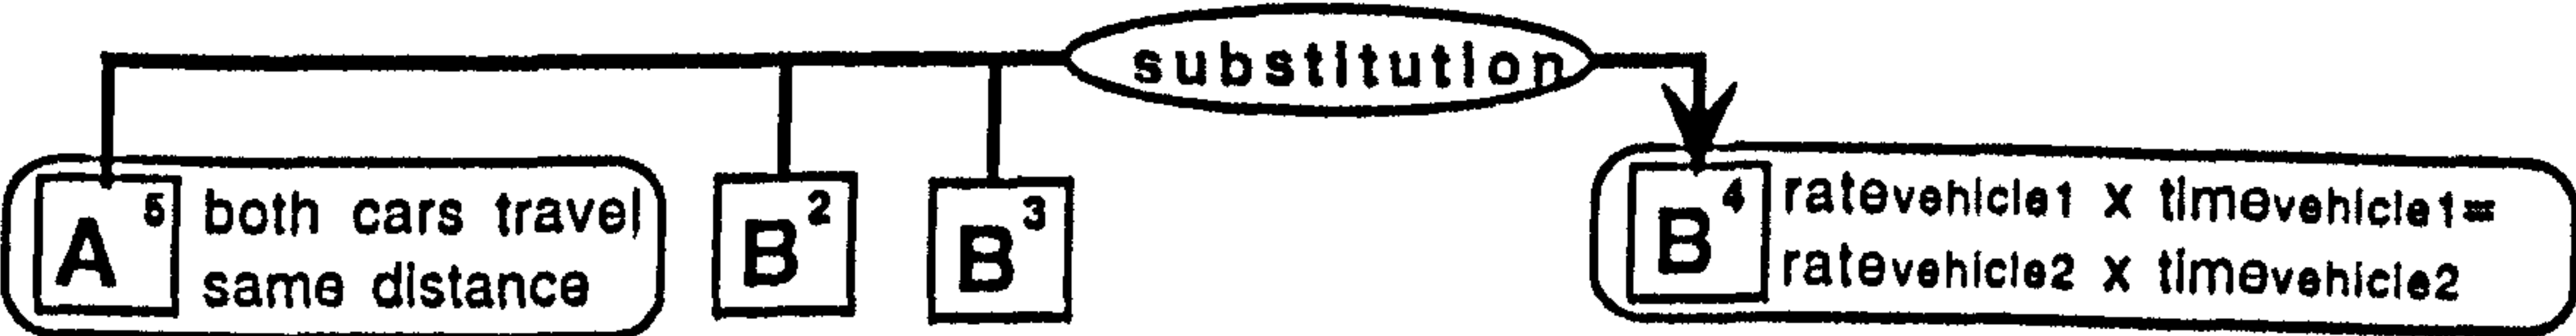 substitution
A⁵ both cars travel
same distance
B²
B³
B⁴ ratevehicle1 x timevehicle1=
ratevehicle2 x timevehicle2